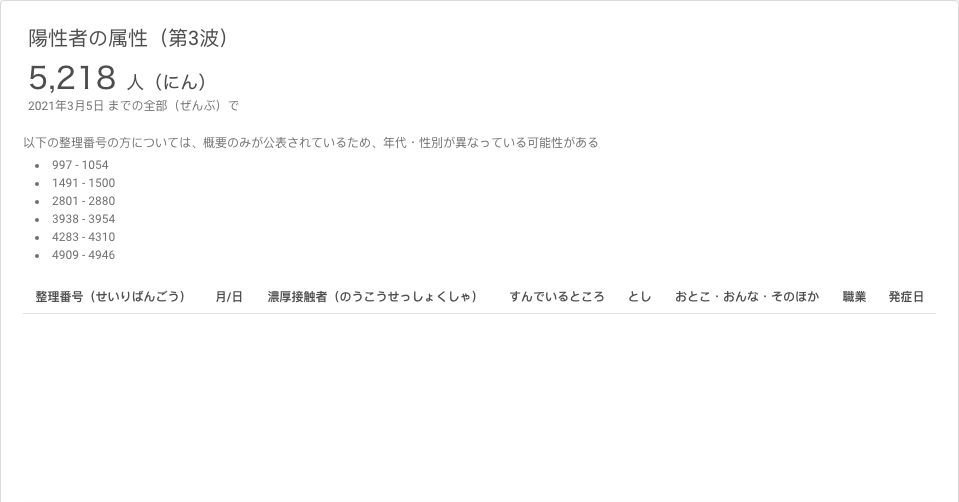 陽性者の属性（第3波）
5,218 人（にん）
2021年3月5日 までの全部（ぜんぶ）で
以下の整理番号の方については、概要のみが公表されているため、年代・性別が異なっている可能性がある
• 997 - 1054
• 1491 - 1500
• 2801 - 2880
• 3938 - 3954
• 4283 - 4310
• 4909 - 4946
整理番号（せいりばんごう） 月/日 濃厚接触者（のうこうせっしょくしゃ） すんでいるところ とし おとこ・おんな・そのほか 職業 発症日